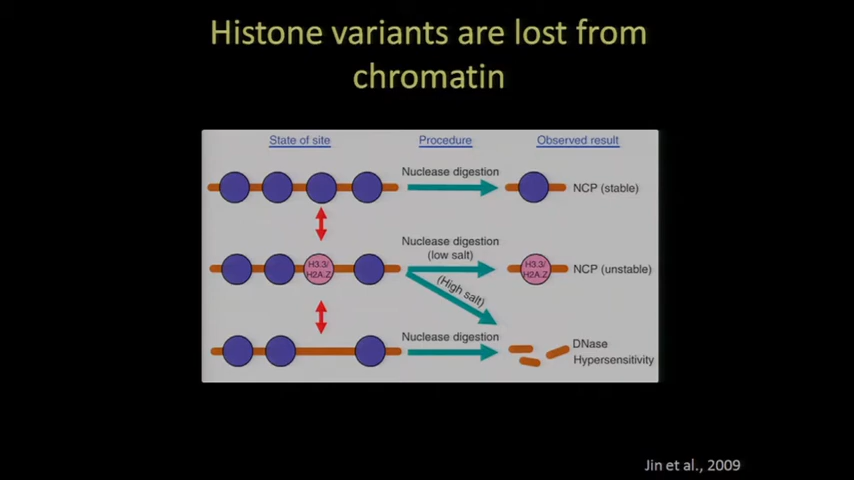 Histone variants are lost from
chromatin
State of site
Procedure
Observed result
Nuclease digestion
NCP (stable)
Nuclease digestion
(low salt)
H3.3/
H2A.Z
H3.3/
H2A.Z
NCP (unstable)
(High salt)
Nuclease digestion
DNase
Hypersensitivity
Jin et al., 2009